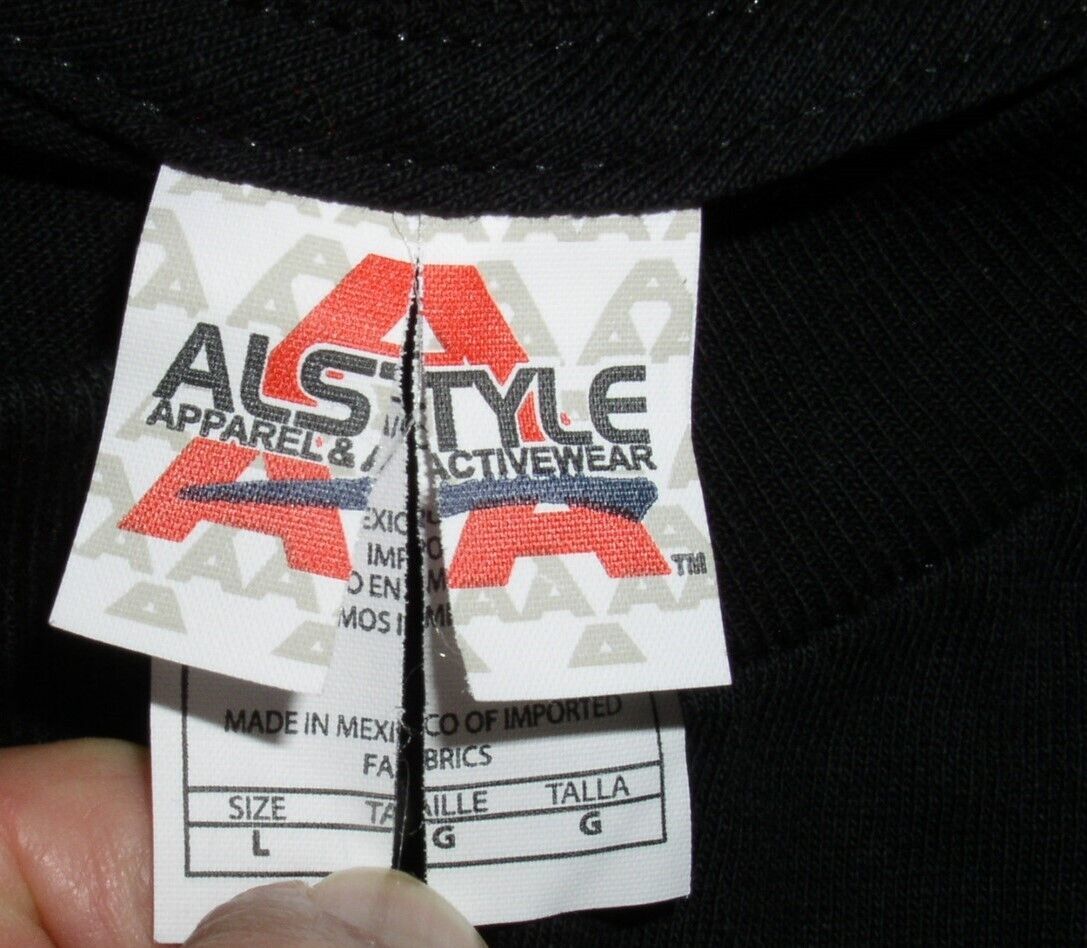 ALSTYLE
APPAREL & ACTIVEWEAR
TM
MADE IN MEXICO OF IMPORTED
FABRICS
SIZE TAILLE TALLA
L G G